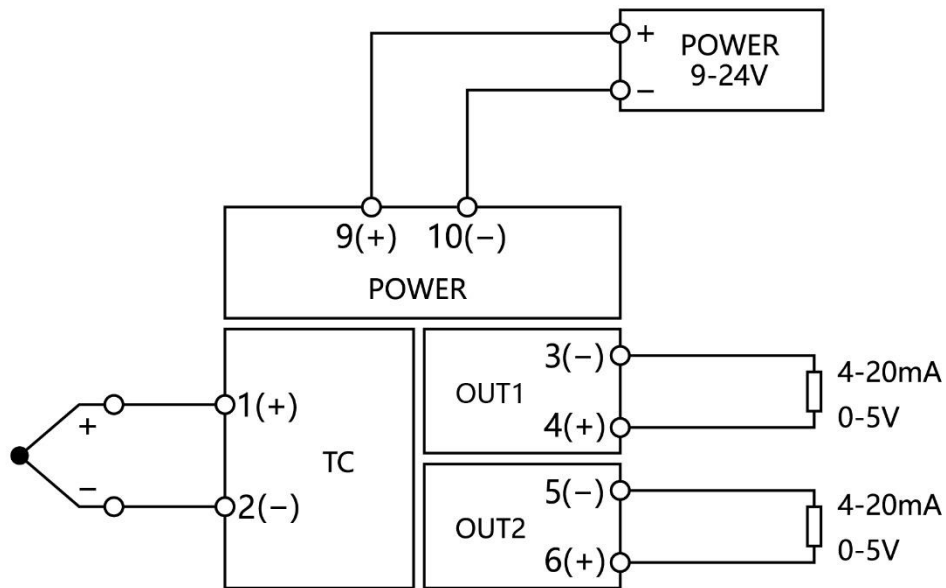 +
POWER
9-24V
−
9(+) 10(−)
POWER
3(−)
OUT1
4(+)
4-20mA
0-5V
+
1(+)
TC
−
2(−)
5(−)
OUT2
6(+)
4-20mA
0-5V